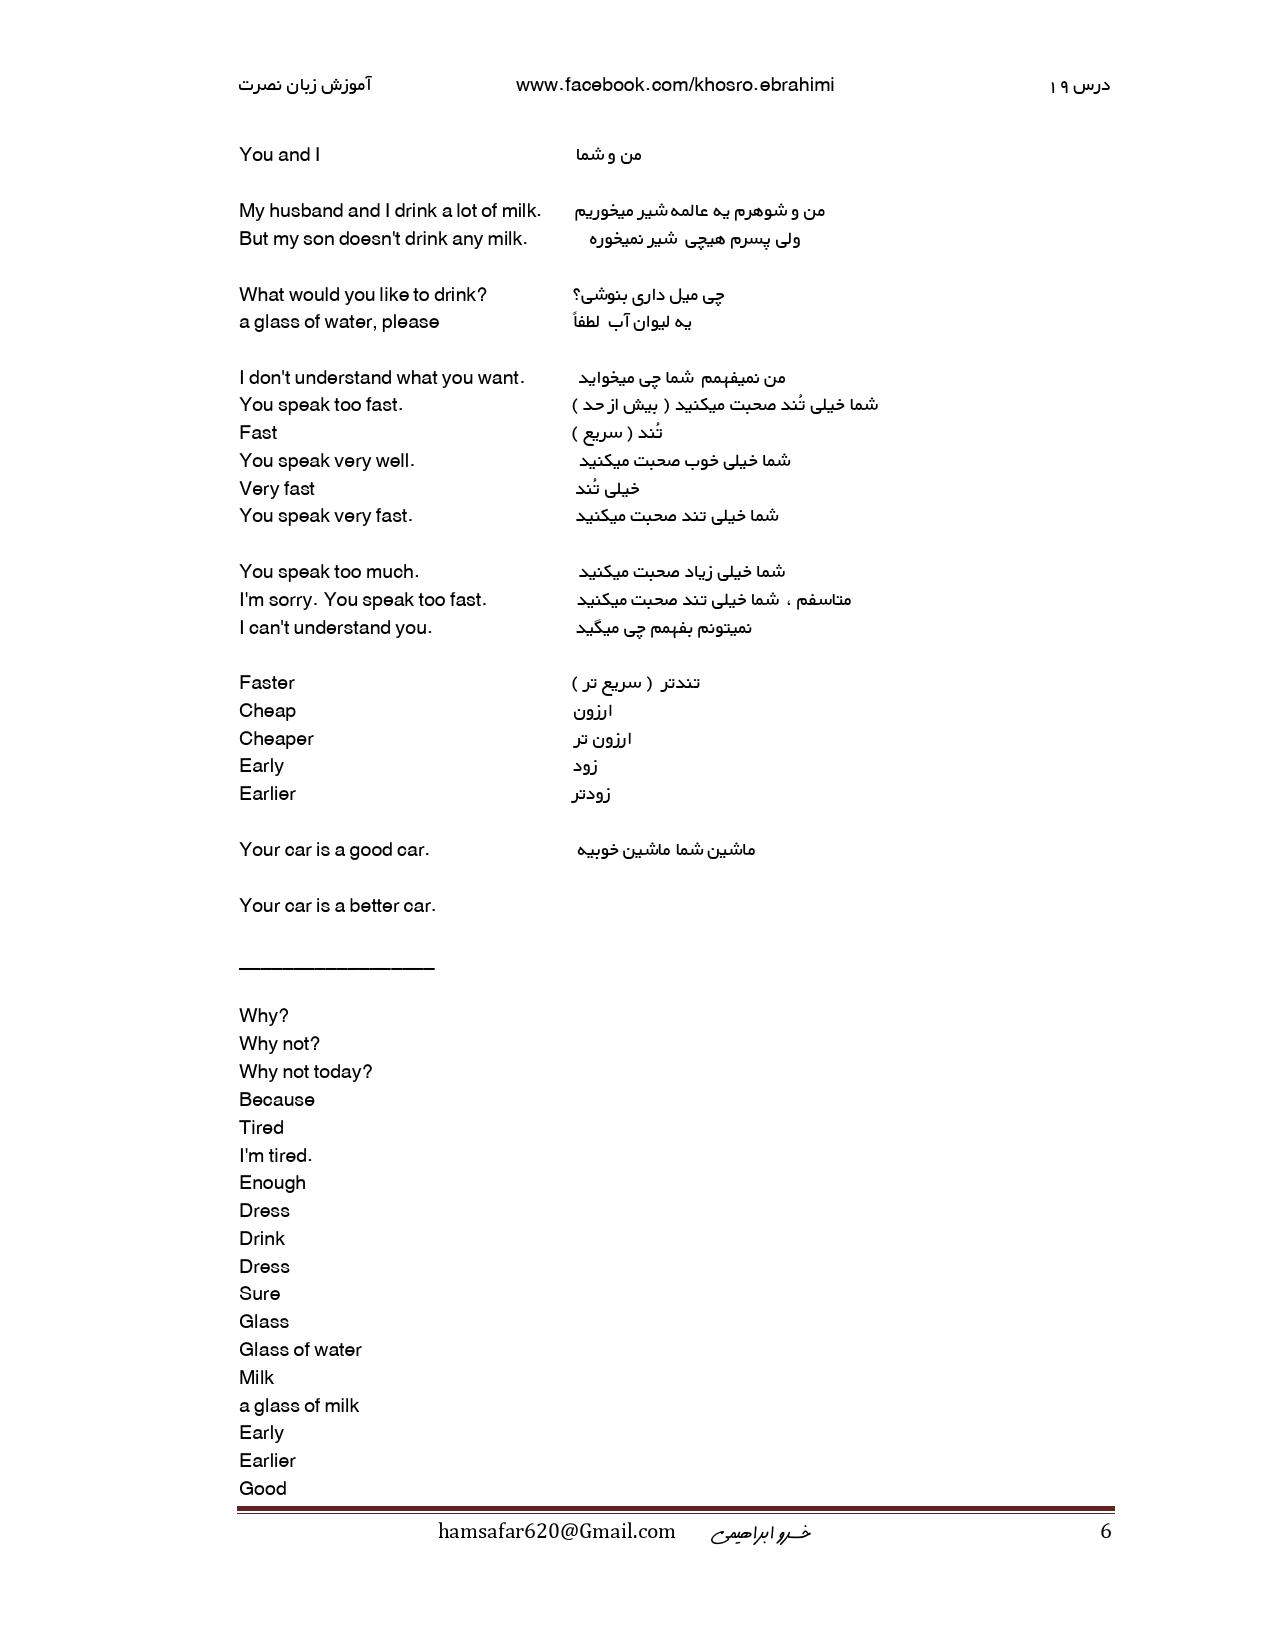 آموزش زبان نصرت www.facebook.com/khosro.ebrahimi درس ۱۹
You and I من و شما
My husband and I drink a lot of milk. من و شوهرم یه عالمه شیر میخوریم
But my son doesn't drink any milk. ولی پسرم هیچی شیر نمیخوره
What would you like to drink? چی میل داری بنوشی؟
a glass of water, please یه لیوان آب لطفاً
I don't understand what you want. من نمیفهمم شما چی میخواید
You speak too fast. شما خیلی تُند صحبت میکنید ( بیش از حد )
Fast تُند ( سریع )
You speak very well. شما خیلی خوب صحبت میکنید
Very fast خیلی تُند
You speak very fast. شما خیلی تند صحبت میکنید
You speak too much. شما خیلی زیاد صحبت میکنید
I'm sorry. You speak too fast. متاسفم ، شما خیلی تند صحبت میکنید
I can't understand you. نمیتونم بفهمم چی میگید
Faster تندتر ( سریع تر )
Cheap ارزون
Cheaper ارزون تر
Early زود
Earlier زودتر
Your car is a good car. ماشین شما ماشین خوبیه
Your car is a better car.
__________________
Why?
Why not?
Why not today?
Because
Tired
I'm tired.
Enough
Dress
Drink
Dress
Sure
Glass
Glass of water
Milk
a glass of milk
Early
Earlier
Good
hamsafar620@Gmail.com خسرو ابراهیمی 6